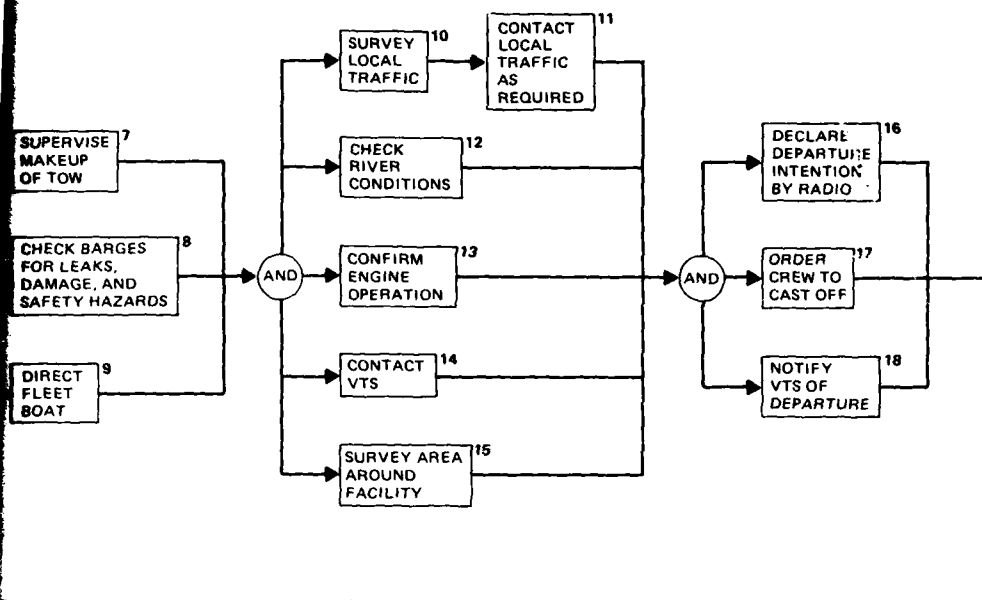 7
SUPERVISE
MAKEUP
OF TOW
8
CHECK BARGES
FOR LEAKS,
DAMAGE, AND
SAFETY HAZARDS
9
DIRECT
FLEET
BOAT
AND
10
SURVEY
LOCAL
TRAFFIC
11
CONTACT
LOCAL
TRAFFIC
AS
REQUIRED
12
CHECK
RIVER
CONDITIONS
13
CONFIRM
ENGINE
OPERATION
14
CONTACT
VTS
15
SURVEY AREA
AROUND
FACILITY
AND
16
DECLARE
DEPARTURE
INTENTION
BY RADIO
17
ORDER
CREW TO
CAST OFF
18
NOTIFY
VTS OF
DEPARTURE